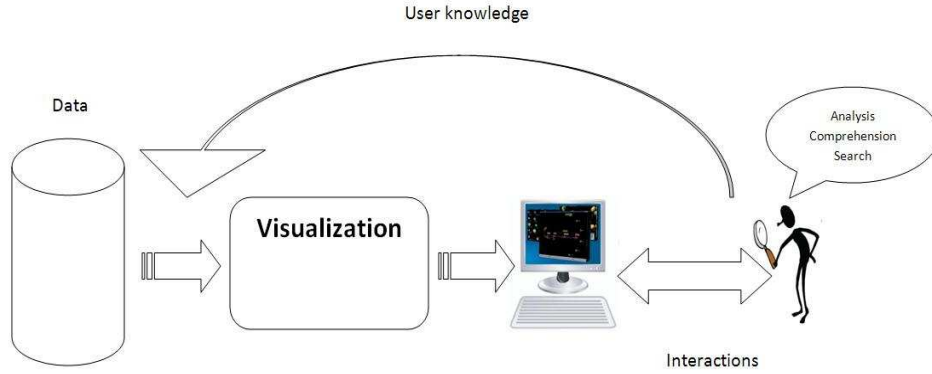 User knowledge
Data
Analysis
Comprehension
Search
Visualization
Interactions